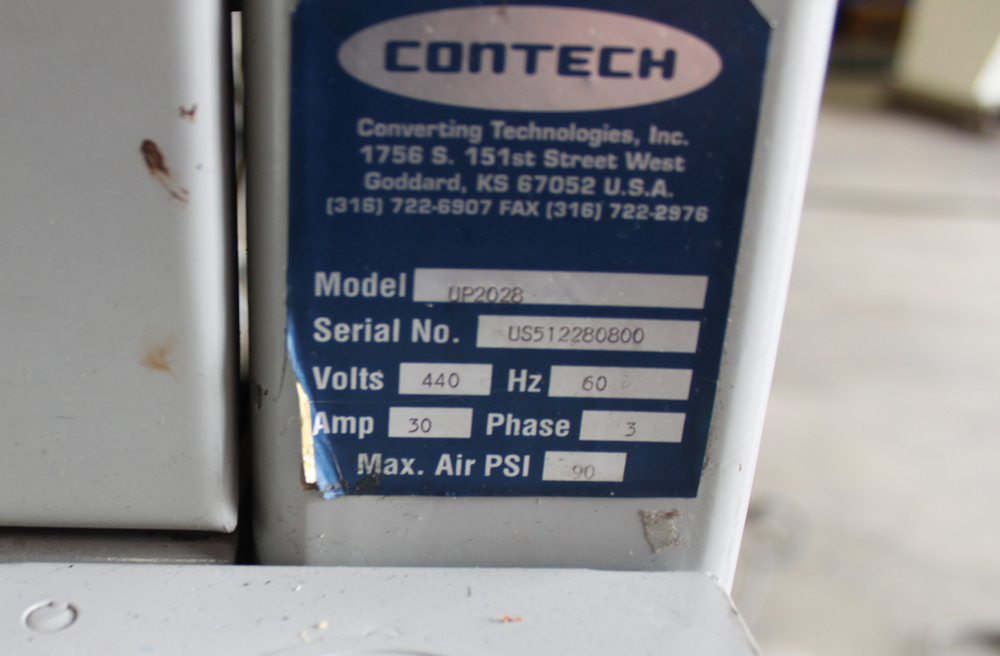 CONTECH
Converting Technologies, Inc.
1756 S. 151st Street West
Goddard, KS 67052 U.S.A.
(316) 722-6907 FAX (316) 722-2976
Model UP2028
Serial No. US512280800
Volts 440 Hz 60
Amp 30 Phase 3
Max. Air PSI 90